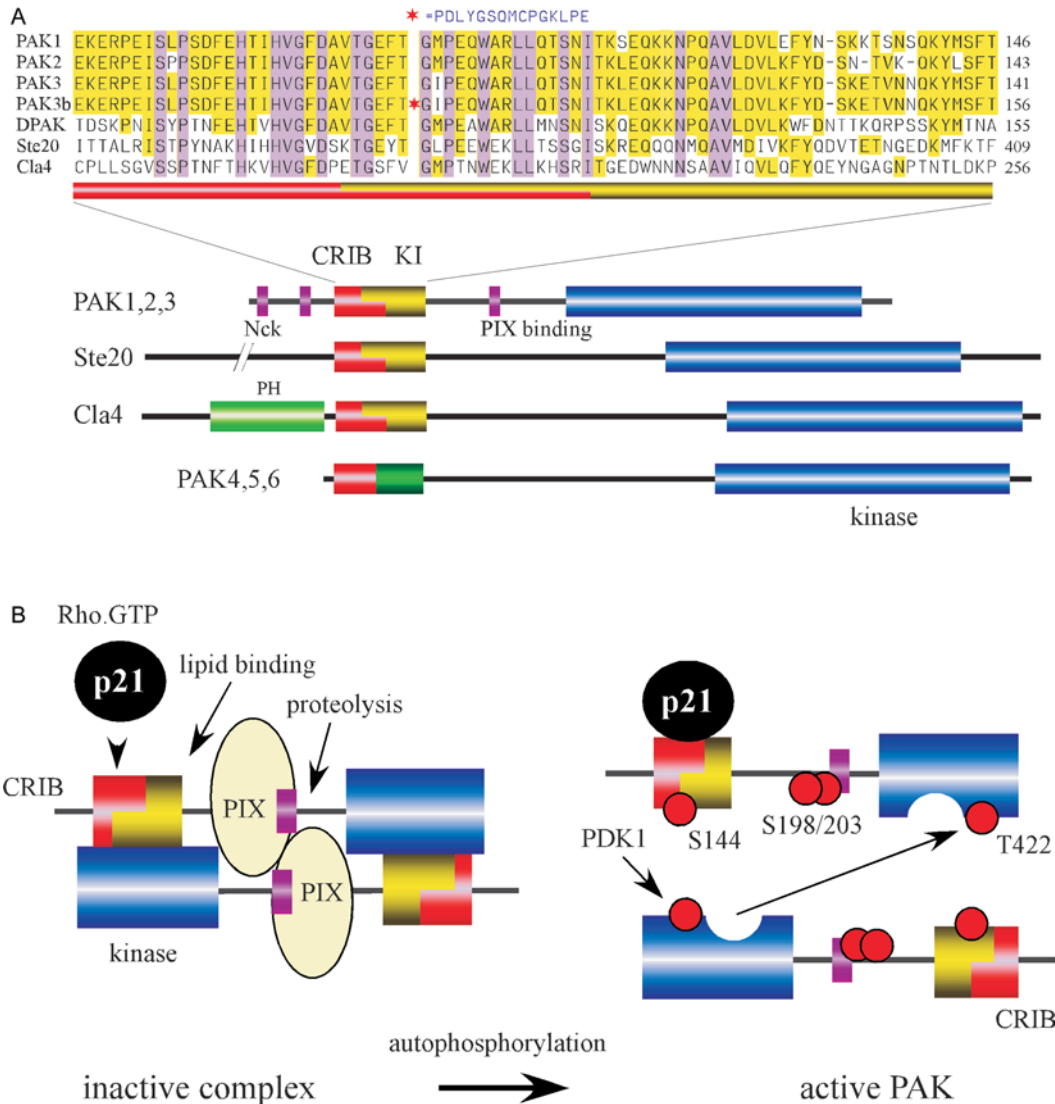 A
✶ =PDLYGSQMCPGKLPE
PAK1 EKERPEISLPSDFEHTIHVGFDAVTGEFT GMPEQWARLLQTSNITKSEQKKNPQAVLDVLEFYN-SKKTSNSQKYMSFT 146
PAK2 EKERPEISPPSDFEHTIHVGFDAVTGEFT GMPEQWARLLQTSNITKLEQKKNPQAVLDVLKFYD-SN-TVK-QKYLSFT 143
PAK3 EKERPEISLPSDFEHTIHVGFDAVTGEFT GIPEQWARLLQTSNITKLEQKKNPQAVLDVLKFYD-SKETVNNQKYMSFT 141
PAK3b EKERPEISLPSDFEHTIHVGFDAVTGEFT✶GIPEQWARLLQTSNITKLEQKKNPQAVLDVLKFYD-SKETVNNQKYMSFT 156
DPAK TDSKPNISYPTNFEHTVHVGFDAVTGEFT GMPEAWARLLMNSNISKQEQKKNPQAVLDVLKWFDNTTKQRPSSKYMTNA 155
Ste20 ITTALRISTPYNAKHIHHVGVDSKTGEYT GLPEEWEKLLTSSGISKREQQQNMQAVMDIVKFYQDVTETNGEDKMFKTF 409
Cla4 CPLLSGVSSPTNFTHKVHVGFDPETGSFVGMPTNWEKLLKHSRITGEDWNNNSAAVIQVLQFYQEYNGAGNPTNTLDKP 256
CRIB KI
PAK1,2,3
Nck PIX binding
Ste20
PH
Cla4
PAK4,5,6
kinase
B
Rho.GTP
p21
lipid binding
proteolysis
CRIB
PIX
PIX
kinase
p21
S144
S198/203
T422
PDK1
CRIB
autophosphorylation
inactive complex active PAK